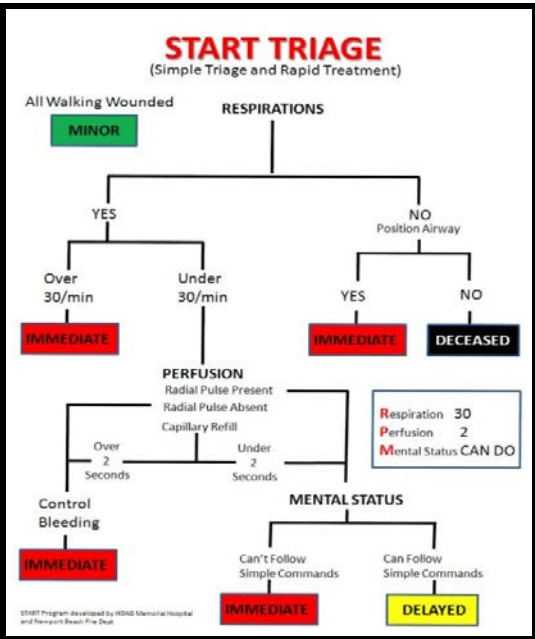 START TRIAGE
(Simple Triage and Rapid Treatment)
All Walking Wounded
MINOR
RESPIRATIONS
YES
NO
Position Airway
Over
30/min
Under
30/min
YES
NO
IMMEDIATE
IMMEDIATE
DECEASED
PERFUSION
Radial Pulse Present
Radial Pulse Absent
Capillary Refill
Over
2
Seconds
Under
2
Seconds
Respiration 30
Perfusion 2
Mental Status CAN DO
Control
Bleeding
IMMEDIATE
MENTAL STATUS
Can't Follow
Simple Commands
Can Follow
Simple Commands
IMMEDIATE
DELAYED
START Program developed by Memorial Hospital
and Newport Beach Fire Dept